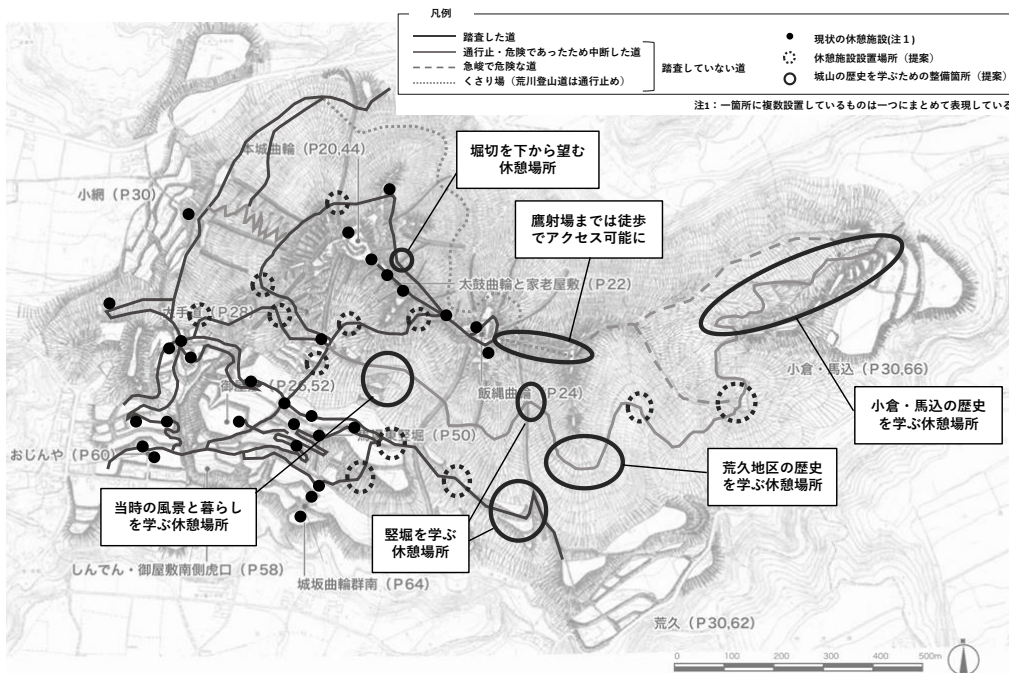 凡例
踏査した道
通行止・危険であったため中断した道
急峻で危険な道
くさり場（荒川登山道は通行止め）
踏査していない道
現状の休憩施設(注１)
休憩施設設置場所（提案）
城山の歴史を学ぶための整備箇所（提案）
注1：一箇所に複数設置しているものは一つにまとめて表現している
本城曲輪（P20,44）
堀切を下から望む
休憩場所
小網（P30）
鷹射場までは徒歩
でアクセス可能に
太鼓曲輪と家老屋敷（P22）
大手道（P28）
小倉・馬込（P30,66）
（P26,52）
飯縄曲輪（P24）
小倉・馬込の歴史
を学ぶ休憩場所
竪堀（P50）
おじんや（P60）
荒久地区の歴史
を学ぶ休憩場所
当時の風景と暮らし
を学ぶ休憩場所
竪堀を学ぶ
休憩場所
しんでん・御屋敷南側虎口（P58）
城坂曲輪群南（P64）
荒久（P30,62）
0 100 200 300 400 500m